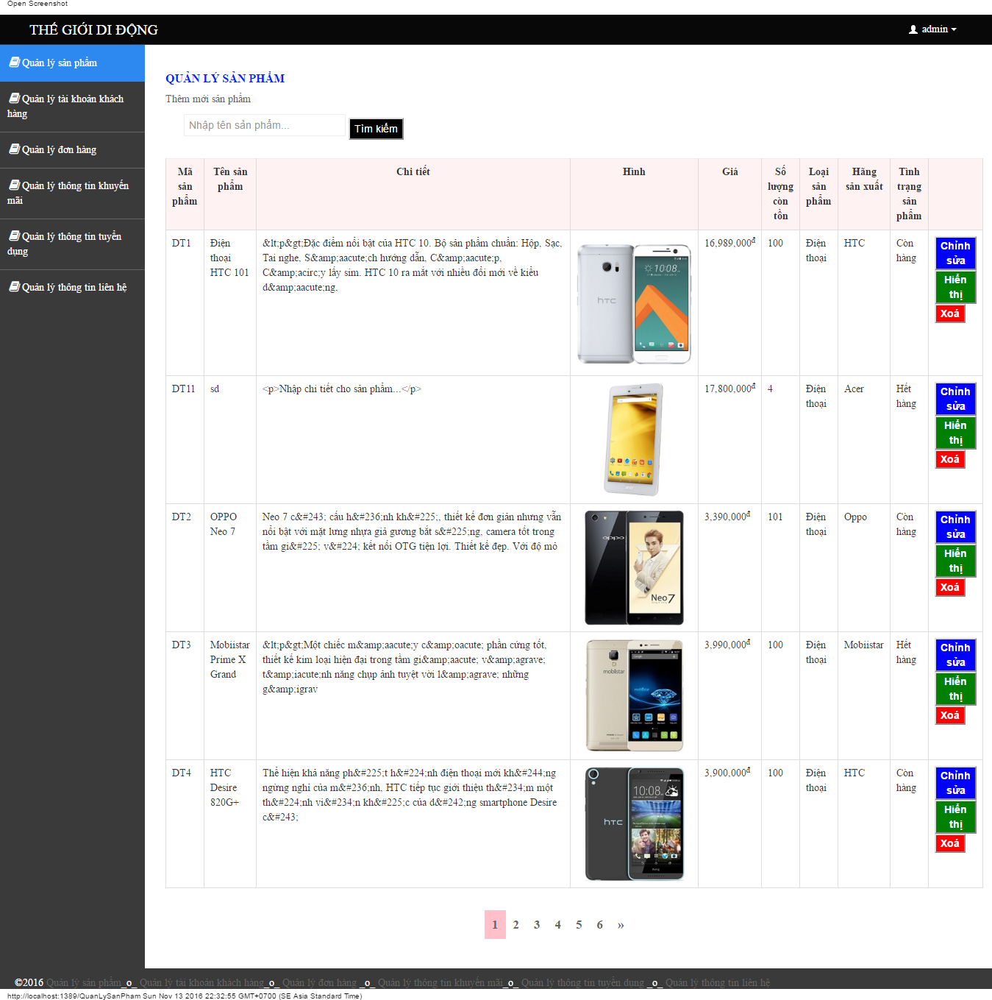 Open Screenshot
THẾ GIỚI DI ĐỘNG
admin
Quản lý sản phẩm
Quản lý tài khoản khách
hàng
Quản lý đơn hàng
Quản lý thông tin khuyến
mãi
Quản lý thông tin tuyển
dụng
Quản lý thông tin liên hệ
QUẢN LÝ SẢN PHẨM
Thêm mới sản phẩm
Nhập tên sản phẩm...
Tìm kiếm
Mã
sản
phẩm
Tên sản
phẩm
Chi tiết
Hình
Giá
Số
lượng
còn
tồn
Loại
sản
phẩm
Hãng
sản xuất
Tình
trạng
sản
phẩm
DT1
Điện
thoại
HTC 101
&lt;p&gt;Đặc điểm nổi bật của HTC 10. Bộ sản phẩm chuẩn: Hộp, Sạc,
Tai nghe, S&amp;aacute;ch hướng dẫn, C&amp;aacute;p,
C&amp;acirc;y lấy sim. HTC 10 ra mắt với nhiều đổi mới về kiểu
d&amp;aacute;ng,
10:08
htc
16,989,000đ
100
Điện
thoại
HTC
Còn
hàng
Chỉnh
sửa
Hiển
thị
Xoá
DT11
sd
<p>Nhập chi tiết cho sản phẩm...</p>
acer
17,800,000đ
4
Điện
thoại
Acer
Hết
hàng
Chỉnh
sửa
Hiển
thị
Xoá
DT2
OPPO
Neo 7
Neo 7 c&#243; cấu h&#236;nh kh&#225;, thiết kế đơn giản nhưng vẫn
nổi bật với mặt lưng nhựa giả gương bắt s&#225;ng, camera tốt trong
tầm gi&#225; v&#224; kết nối OTG tiện lợi. Thiết kế đẹp. Với độ mỏ
oppo
Neo 7
3,390,000đ
101
Điện
thoại
Oppo
Còn
hàng
Chỉnh
sửa
Hiển
thị
Xoá
DT3
Mobiistar
Prime X
Grand
&lt;p&gt;Một chiếc m&amp;aacute;y c&amp;oacute; phần cứng tốt,
thiết kế kim loại hiện đại trong tầm gi&amp;aacute; v&amp;agrave;
t&amp;iacute;nh năng chụp ảnh tuyệt vời l&amp;agrave; những
g&amp;igrav
mobiistar
3,990,000đ
100
Điện
thoại
Mobiistar
Hết
hàng
Chỉnh
sửa
Hiển
thị
Xoá
DT4
HTC
Desire
820G+
Thể hiện khả năng ph&#225;t h&#224;nh điện thoại mới kh&#244;ng
ngừng nghỉ của m&#236;nh, HTC tiếp tục giới thiệu th&#234;m một
th&#224;nh vi&#234;n kh&#225;c của d&#242;ng smartphone Desire
c&#243;
10:08
htc
3,900,000đ
100
Điện
thoại
HTC
Còn
hàng
Chỉnh
sửa
Hiển
thị
Xoá
1 2 3 4 5 6 »
©2016 Quản lý sản phẩm_o_ Quản lý tài khoản khách hàng_o_ Quản lý đơn hàng _o_ Quản lý thông tin khuyến mãi_o_ Quản lý thông tin tuyển dụng _o_ Quản lý thông tin liên hệ
http://localhost:1389/QuanLySanPham Sun Nov 13 2016 22:32:55 GMT+0700 (SE Asia Standard Time)